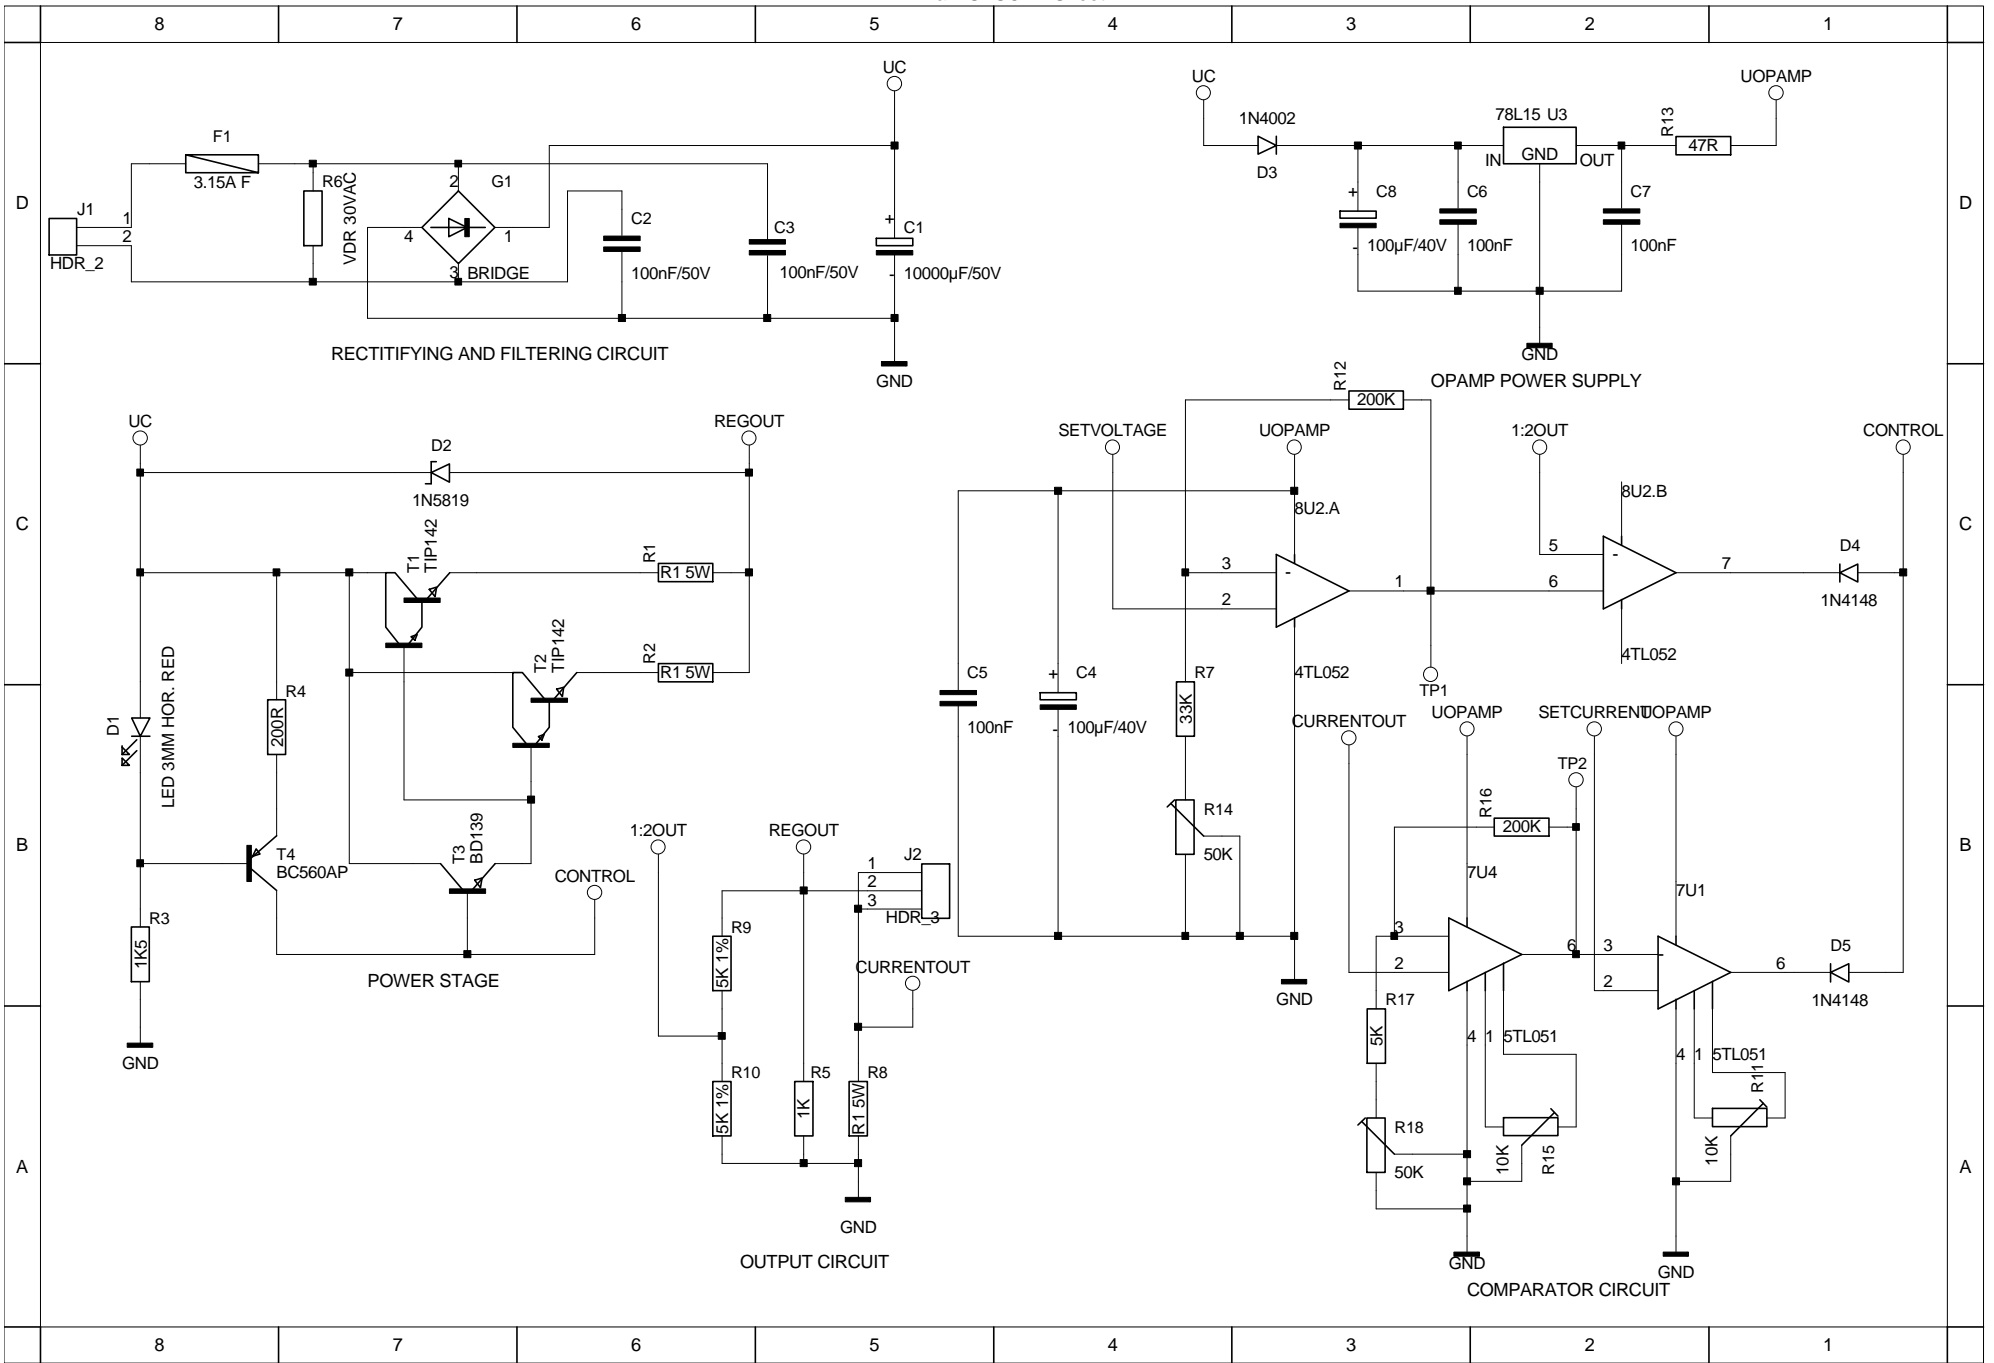 8 7 6 5 4 3 2 1
D
D
UC
F1
3.15A F
R6
VDR 30VAC
2
G1
4
1
3
BRIDGE
J1
1
2
HDR_2
C2
100nF/50V
C3
100nF/50V
+
C1
-
10000µF/50V
GND
RECTITIFYING AND FILTERING CIRCUIT
UC
1N4002
D3
+
C8
-
100µF/40V
C6
100nF
78L15 U3
IN
GND
OUT
C7
100nF
R13
47R
UOPAMP
GND
OPAMP POWER SUPPLY
C
C
UC
REGOUT
D2
1N5819
T1
TIP142
R1
R1 5W
T2
TIP142
R2
R1 5W
D1
LED 3MM HOR. RED
R4
200R
T4
BC560AP
T3
BD139
CONTROL
R3
1K5
GND
POWER STAGE
1:2OUT
REGOUT
J2
1
2
3
HDR_3
R9
5K 1%
CURRENTOUT
R10
5K 1%
R5
1K
R8
R1 5W
GND
OUTPUT CIRCUIT
SETVOLTAGE
UOPAMP
R12
200K
8U2.A
3
-
2
1
4TL052
TP1
C5
100nF
+
C4
-
100µF/40V
R7
33K
R14
50K
GND
1:2OUT
8U2.B
5
-
6
7
4TL052
D4
1N4148
CONTROL
B
B
CURRENTOUT
UOPAMP
SETCURRENT
UOPAMP
TP2
R16
200K
7U4
3
-
2
6
4 1 5TL051
R17
5K
R18
50K
10K
R15
GND
7U1
3
-
2
6
4 1 5TL051
R11
10K
GND
D5
1N4148
COMPARATOR CIRCUIT
A
A
8 7 6 5 4 3 2 1